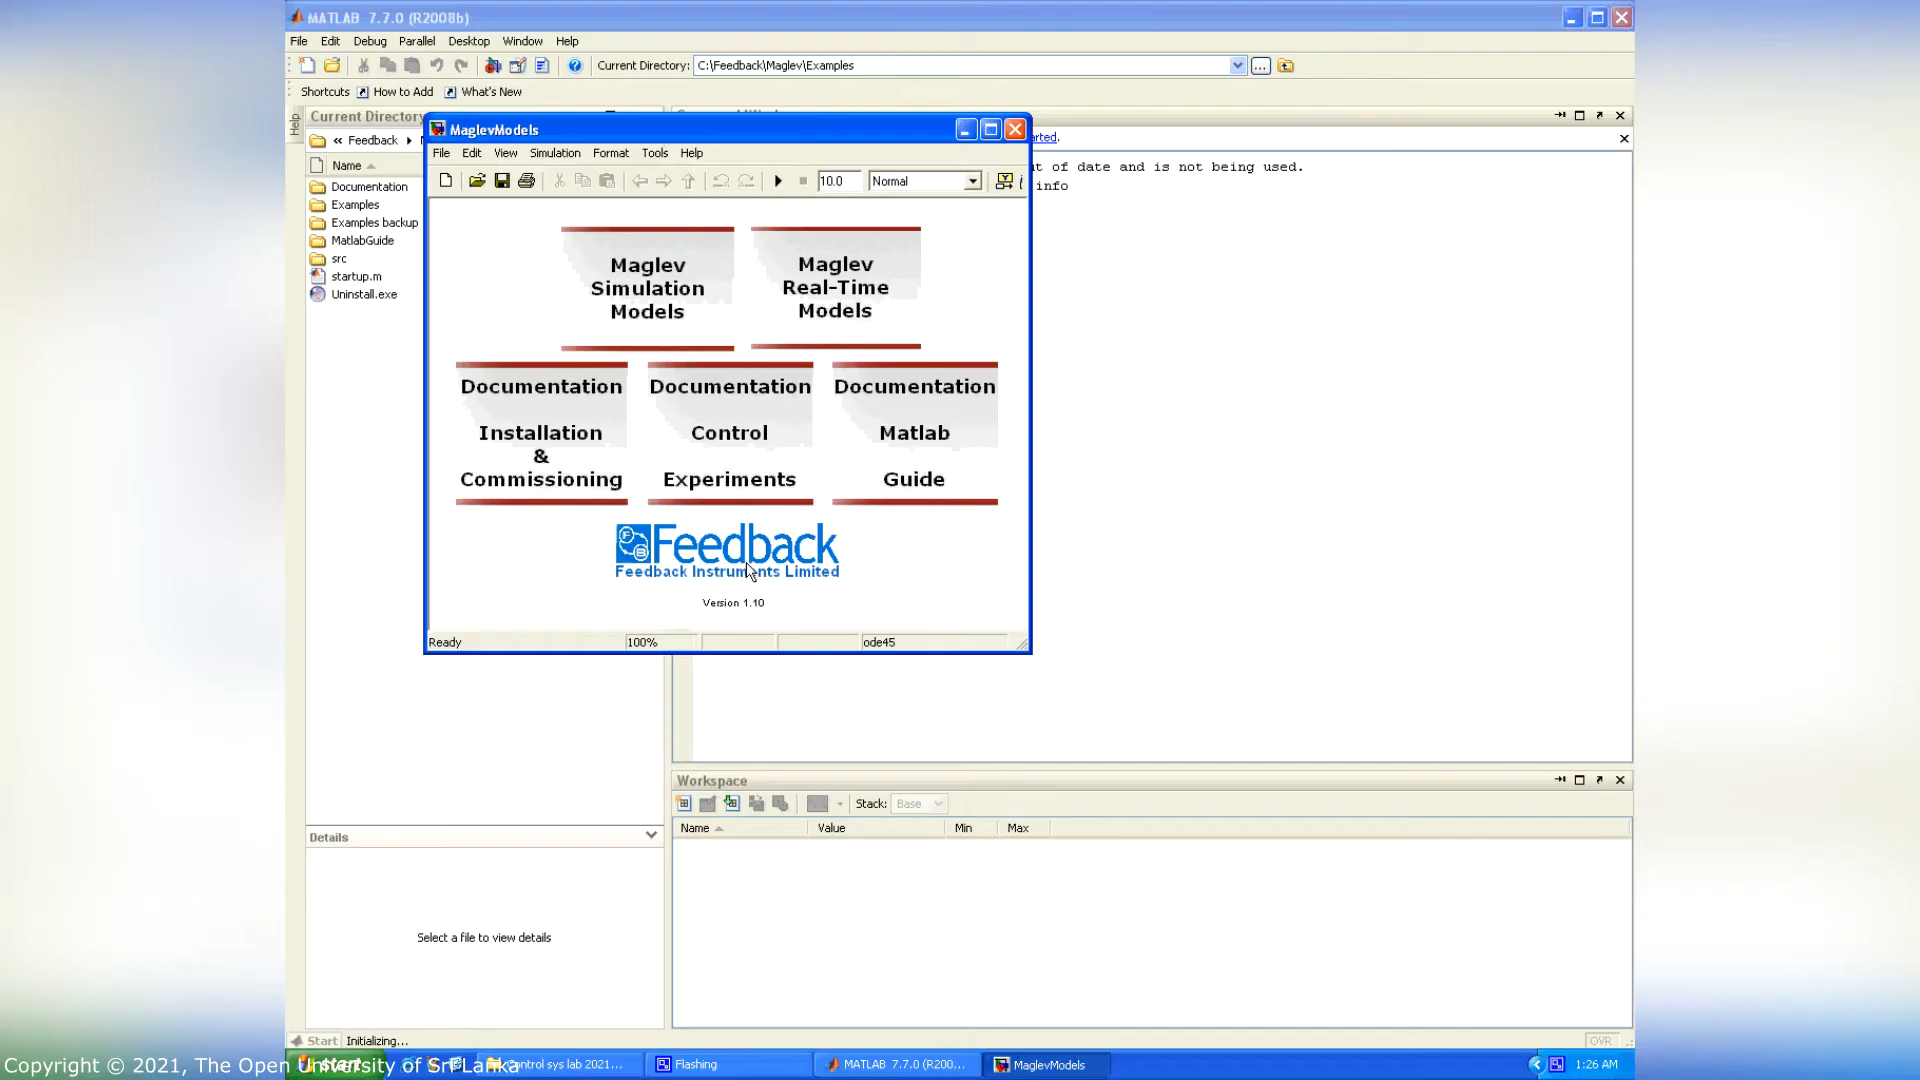 MATLAB 7.7.0 (R2008b)
File Edit Debug Parallel Desktop Window Help
Current Directory: C:\Feedback\Maglev\Examples
Shortcuts How to Add What's New
Help
Current Directory
« Feedback
Name
Documentation
Examples
Examples backup
MatlabGuide
src
startup.m
Uninstall.exe
MaglevModels
File Edit View Simulation Format Tools Help
10.0 Normal
Maglev
Simulation
Models
Maglev
Real-Time
Models
Documentation
Installation
&
Commissioning
Documentation
Control
Experiments
Documentation
Matlab
Guide
Feedback
Feedback Instruments Limited
Version 1.10
Ready 100% ode45
of date and is not being used.
info
Workspace
Stack: Base
Name Value Min Max
Details
Select a file to view details
Start Initializing...
OVR
start
ontrol sys lab 2021...
Flashing
MATLAB 7.7.0 (R200...
MaglevModels
1:26 AM
Copyright © 2021, The Open University of Sri Lanka